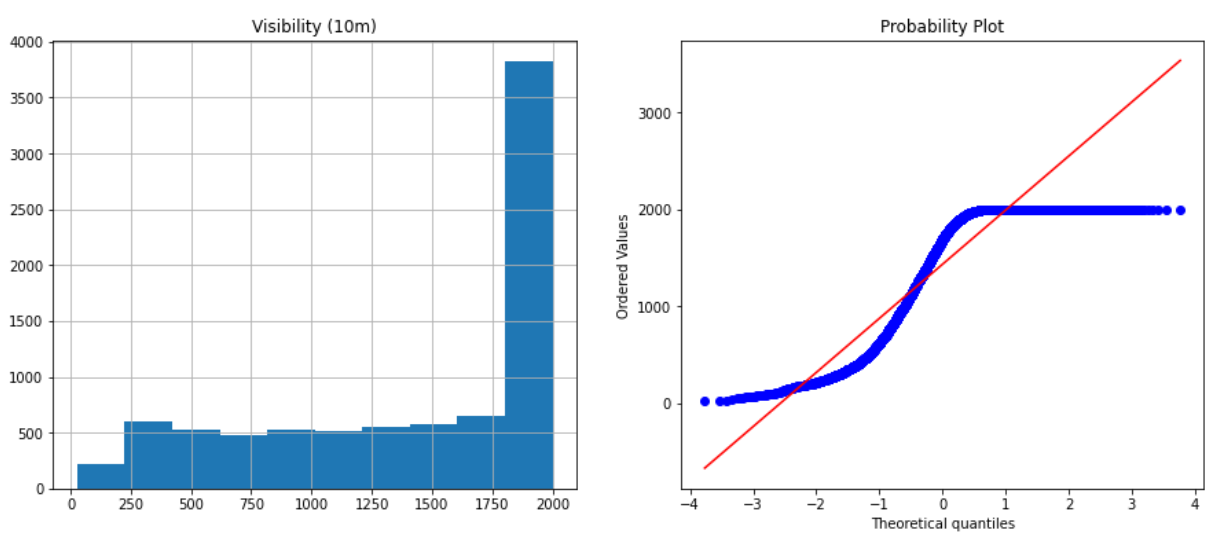 Visibility (10m)
4000
3500
3000
2500
2000
1500
1000
500
0
0 250 500 750 1000 1250 1500 1750 2000
Probability Plot
Ordered Values
3000
2000
1000
0
−4 −3 −2 −1 0 1 2 3 4
Theoretical quantiles